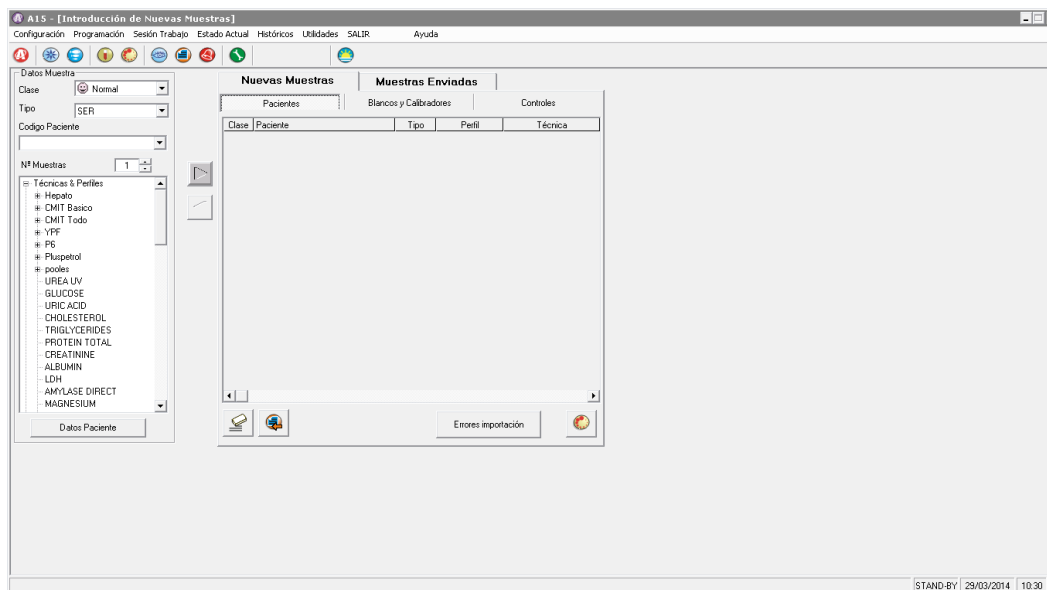 A15 - [Introducción de Nuevas Muestras]
Configuración Programación Sesión Trabajo Estado Actual Históricos Utilidades SALIR Ayuda
Datos Muestra
Clase Normal
Tipo SER
Codigo Paciente
Nº Muestras 1
Técnicas & Perfiles
Hepato
CMIT Basico
CMIT Todo
YPF
P6
Pluspetrol
pooles
UREA UV
GLUCOSE
URIC ACID
CHOLESTEROL
TRIGLYCERIDES
PROTEIN TOTAL
CREATININE
ALBUMIN
LDH
AMYLASE DIRECT
MAGNESIUM
Datos Paciente
Nuevas Muestras Muestras Enviadas
Pacientes Blancos y Calibradores Controles
Clase Paciente Tipo Perfil Técnica
Errores importación
STAND-BY 29/03/2014 10:30